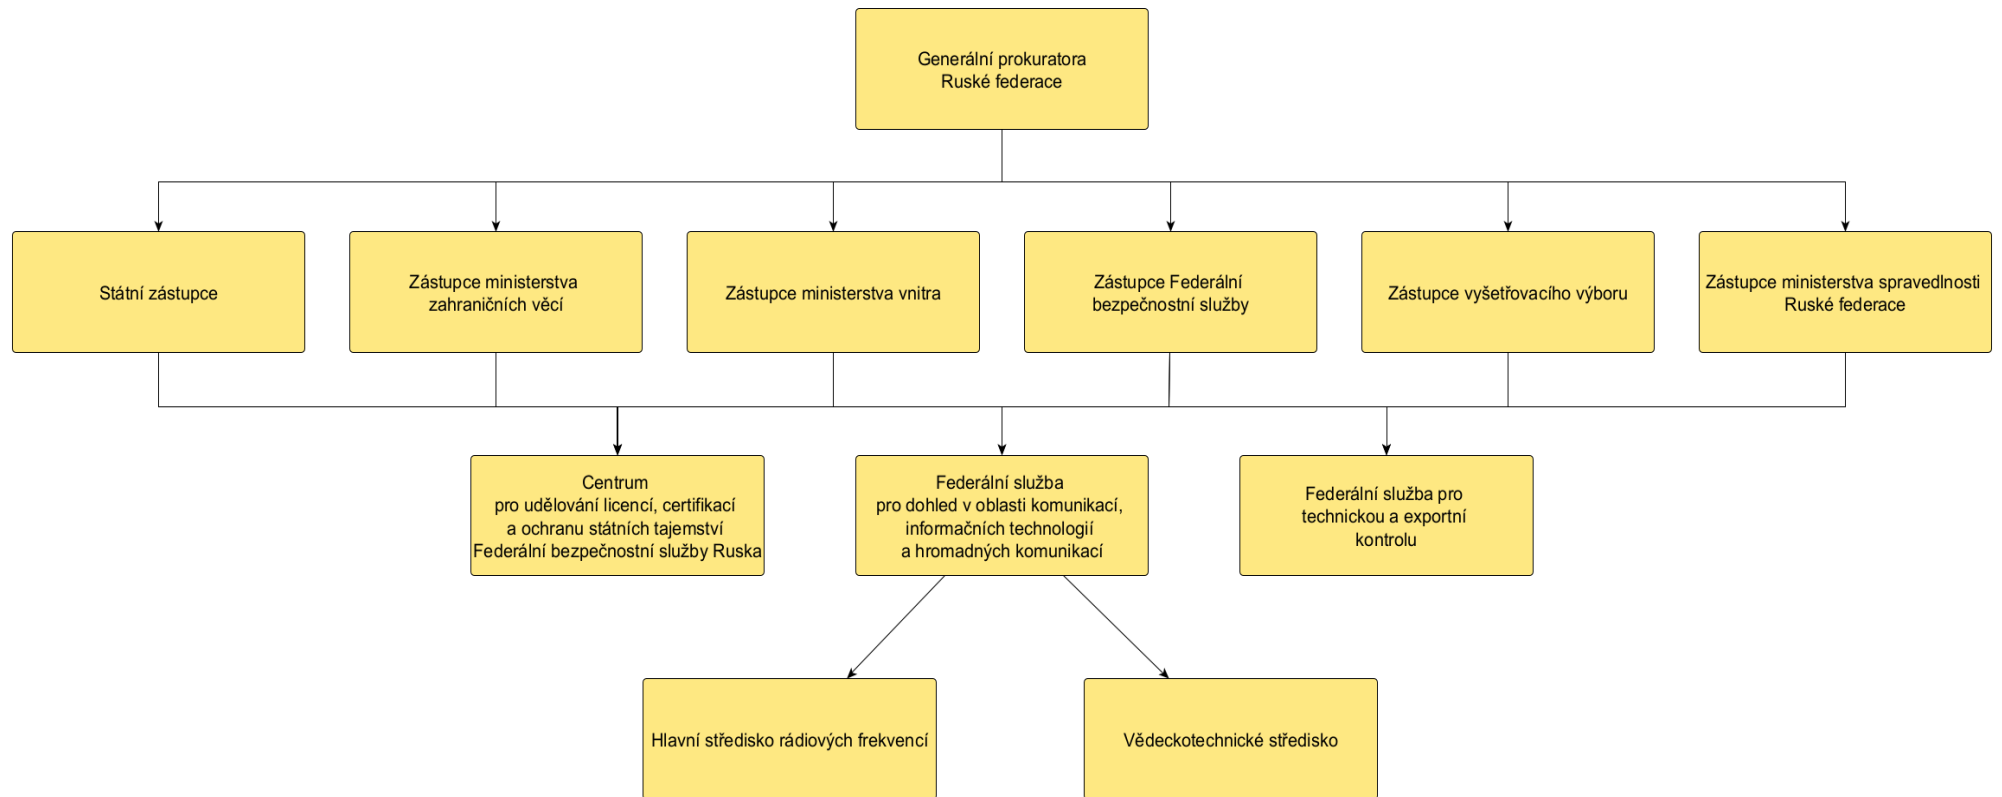 Generální prokuratora
Ruské federace
Státní zástupce
Zástupce ministerstva
zahraničních věcí
Zástupce ministerstva vnitra
Zástupce Federální
bezpečnostní služby
Zástupce vyšetřovacího výboru
Zástupce ministerstva spravedlnosti
Ruské federace
Centrum
pro udělování licencí, certifikací
a ochranu státních tajemství
Federální bezpečnostní služby Ruska
Federální služba
pro dohled v oblasti komunikací,
informačních technologií
a hromadných komunikací
Federální služba pro
technickou a exportní
kontrolu
Hlavní středisko rádiových frekvencí
Vědeckotechnické středisko